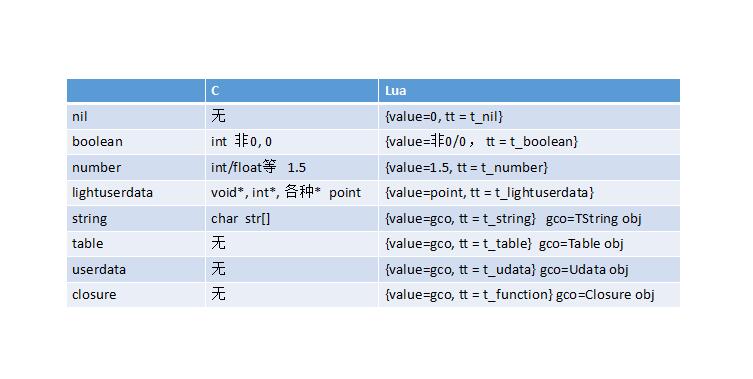 C Lua
nil 无 {value=0, tt = t_nil}
boolean int 非0, 0 {value=非0/0， tt = t_boolean}
number int/float等 1.5 {value=1.5, tt = t_number}
lightuserdata void*, int*, 各种* point {value=point, tt = t_lightuserdata}
string char str[] {value=gco, tt = t_string} gco=TString obj
table 无 {value=gco, tt = t_table} gco=Table obj
userdata 无 {value=gco, tt = t_udata} gco=Udata obj
closure 无 {value=gco, tt = t_function} gco=Closure obj